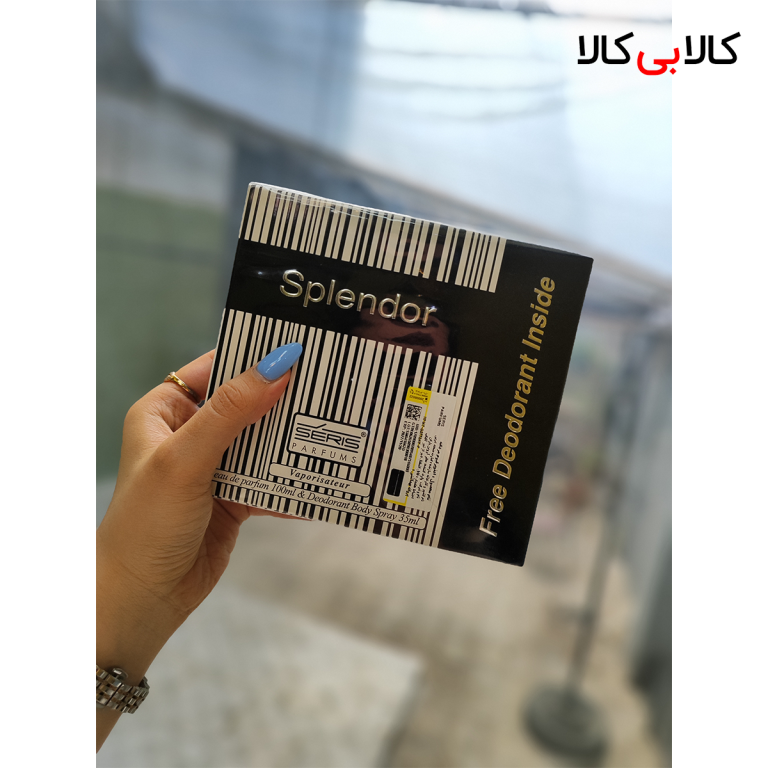 کالابی‌کالا
Splendor
Free Deodorant Inside
SERIS®
PARFUMS
Vaporisateur
eau de parfum 100ml & Deodorant Body Spray 35ml